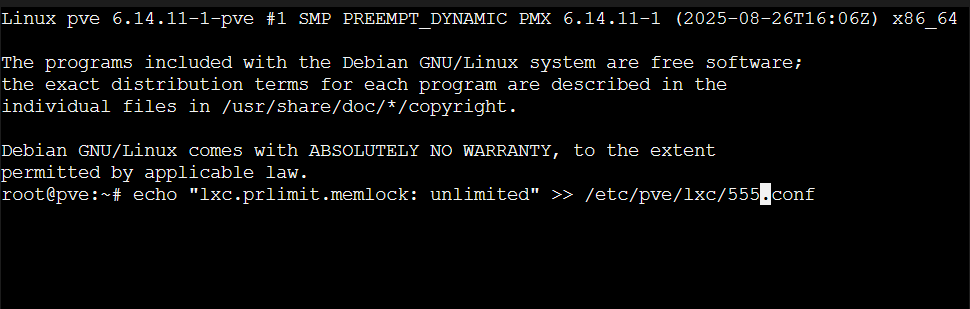 Linux pve 6.14.11-1-pve #1 SMP PREEMPT_DYNAMIC PMX 6.14.11-1 (2025-08-26T16:06Z) x86_64
The programs included with the Debian GNU/Linux system are free software;
the exact distribution terms for each program are described in the
individual files in /usr/share/doc/*/copyright.
Debian GNU/Linux comes with ABSOLUTELY NO WARRANTY, to the extent
permitted by applicable law.
root@pve:~# echo "lxc.prlimit.memlock: unlimited" >> /etc/pve/lxc/555.conf